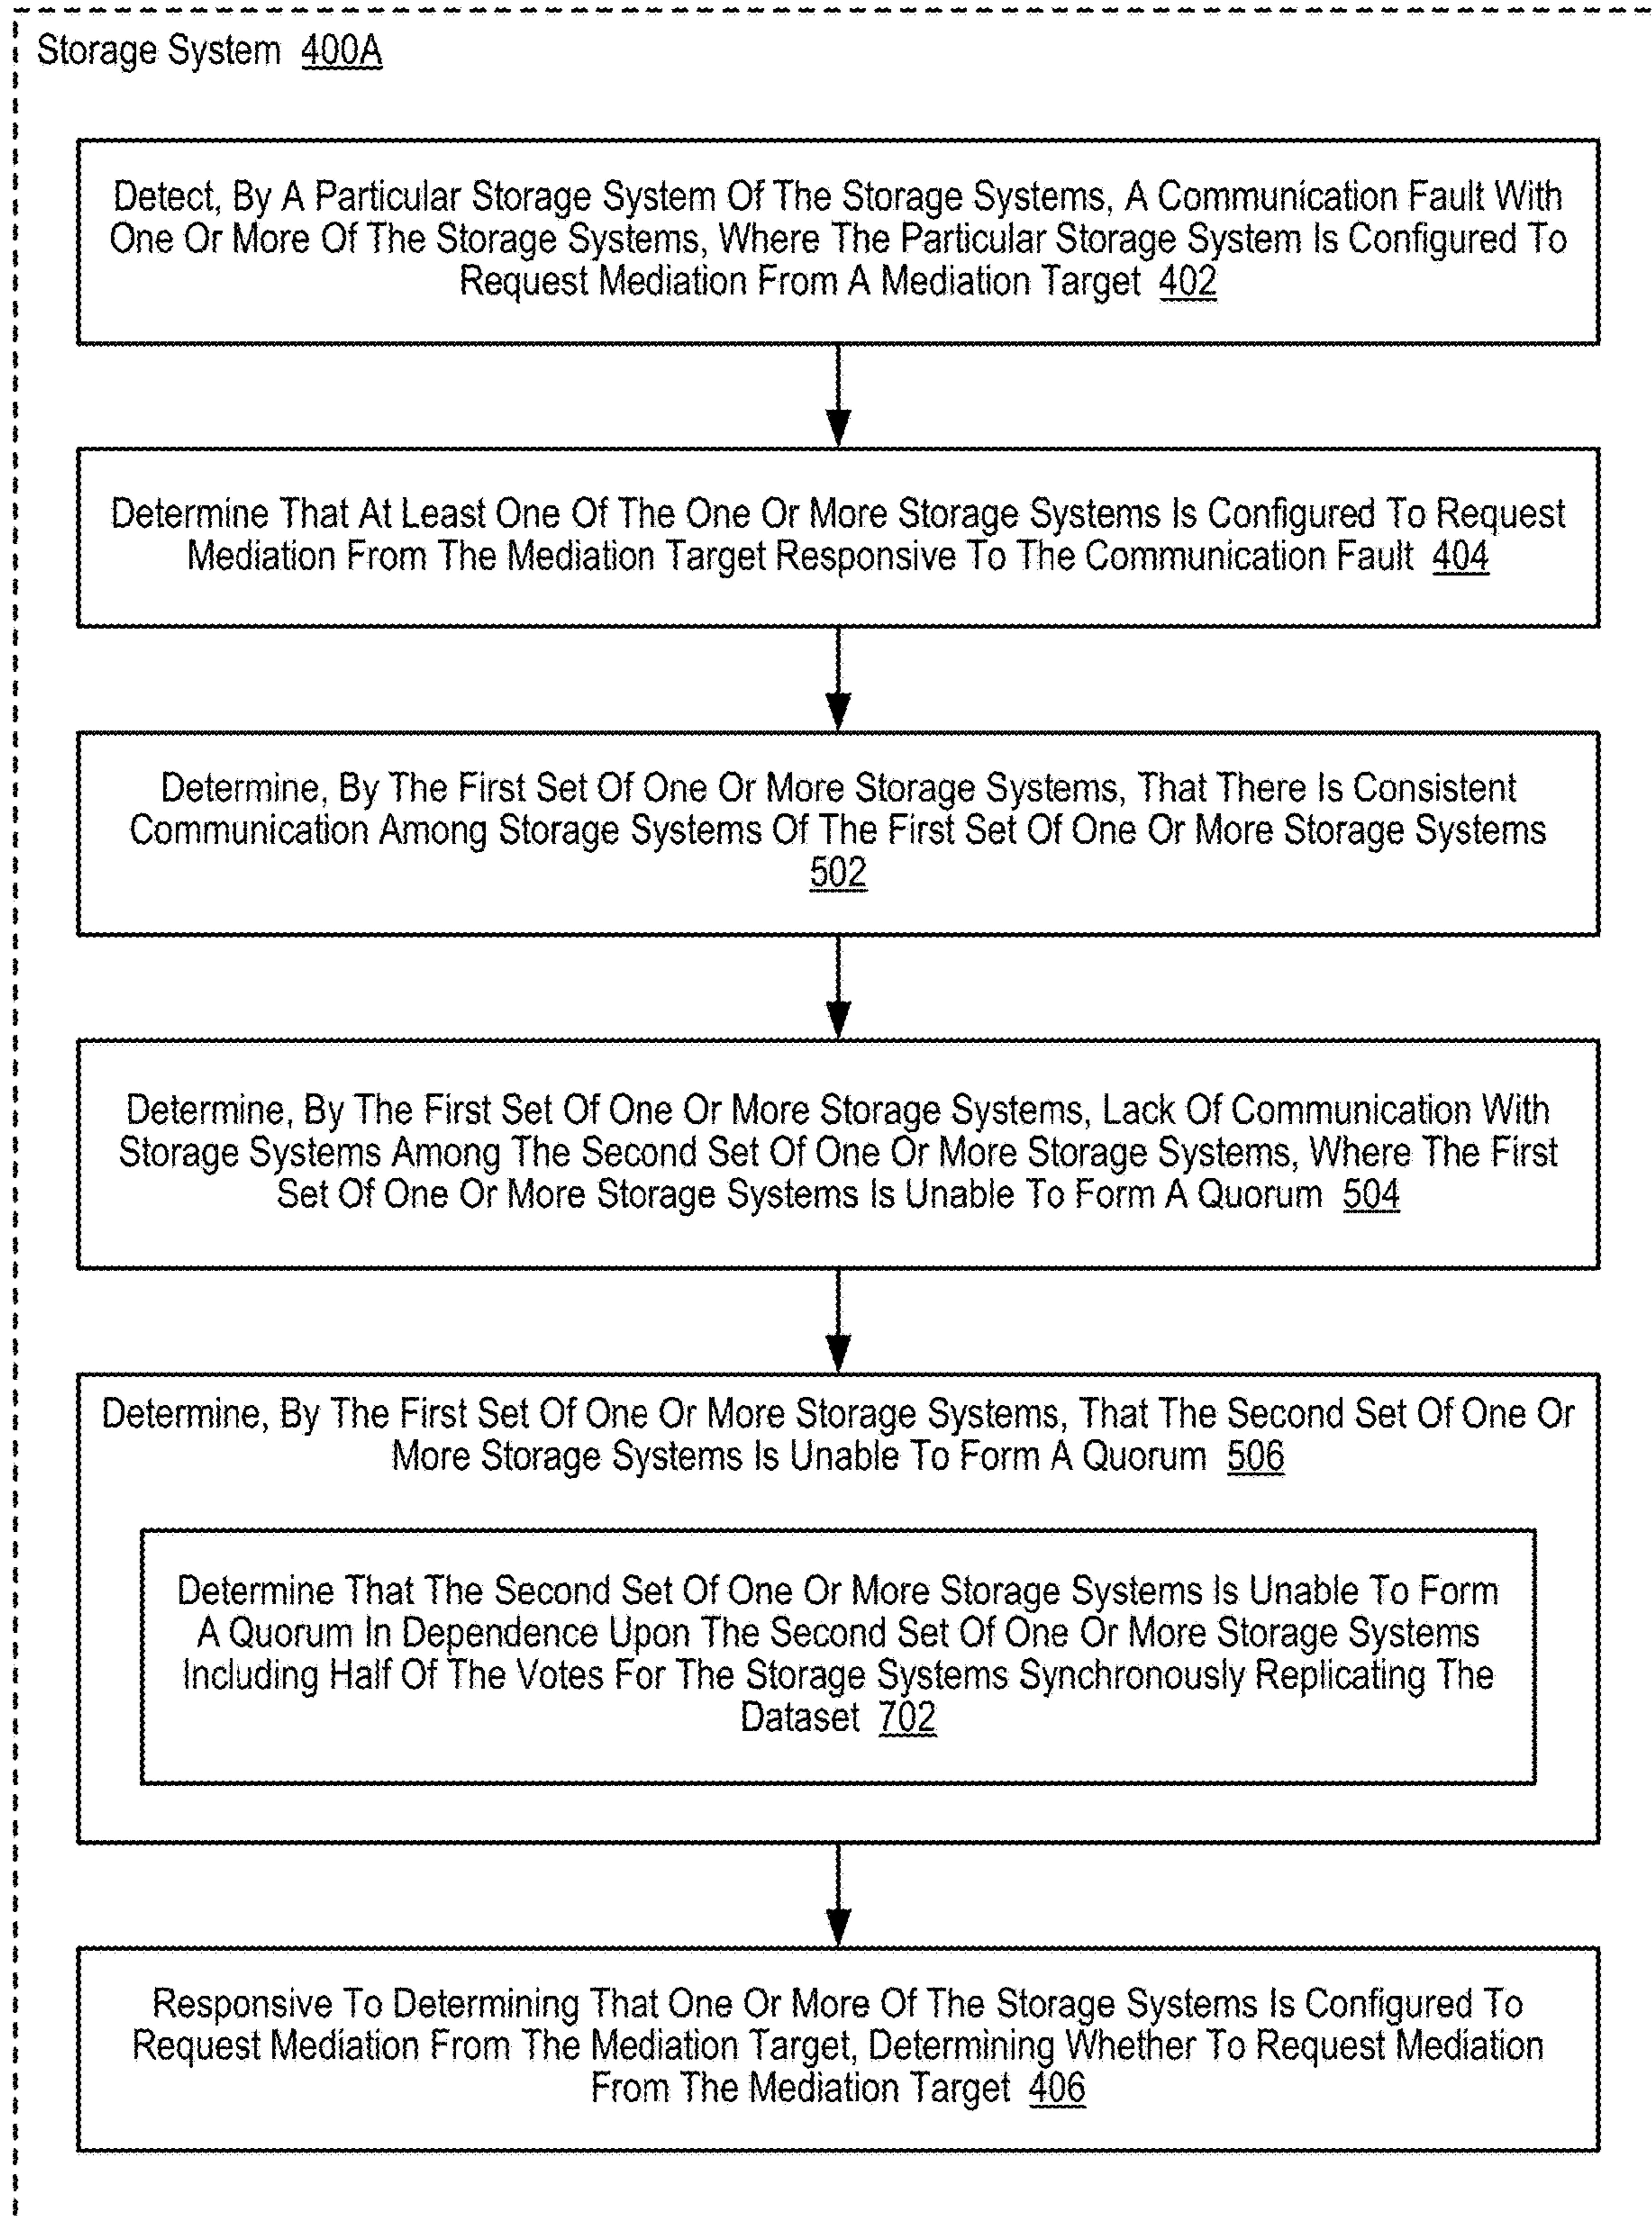 Storage System 400A
Detect, By A Particular Storage System Of The Storage Systems, A Communication Fault With
One Or More Of The Storage Systems, Where The Particular Storage System Is Configured To
Request Mediation From A Mediation Target 402
Determine That At Least One Of The One Or More Storage Systems Is Configured To Request
Mediation From The Mediation Target Responsive To The Communication Fault 404
Determine, By The First Set Of One Or More Storage Systems, That There Is Consistent
Communication Among Storage Systems Of The First Set Of One Or More Storage Systems
502
Determine, By The First Set Of One Or More Storage Systems, Lack Of Communication With
Storage Systems Among The Second Set Of One Or More Storage Systems, Where The First
Set Of One Or More Storage Systems Is Unable To Form A Quorum 504
Determine, By The First Set Of One Or More Storage Systems, That The Second Set Of One Or
More Storage Systems Is Unable To Form A Quorum 506
Determine That The Second Set Of One Or More Storage Systems Is Unable To Form
A Quorum In Dependence Upon The Second Set Of One Or More Storage Systems
Including Half Of The Votes For The Storage Systems Synchronously Replicating The
Dataset 702
Responsive To Determining That One Or More Of The Storage Systems Is Configured To
Request Mediation From The Mediation Target, Determining Whether To Request Mediation
From The Mediation Target 406